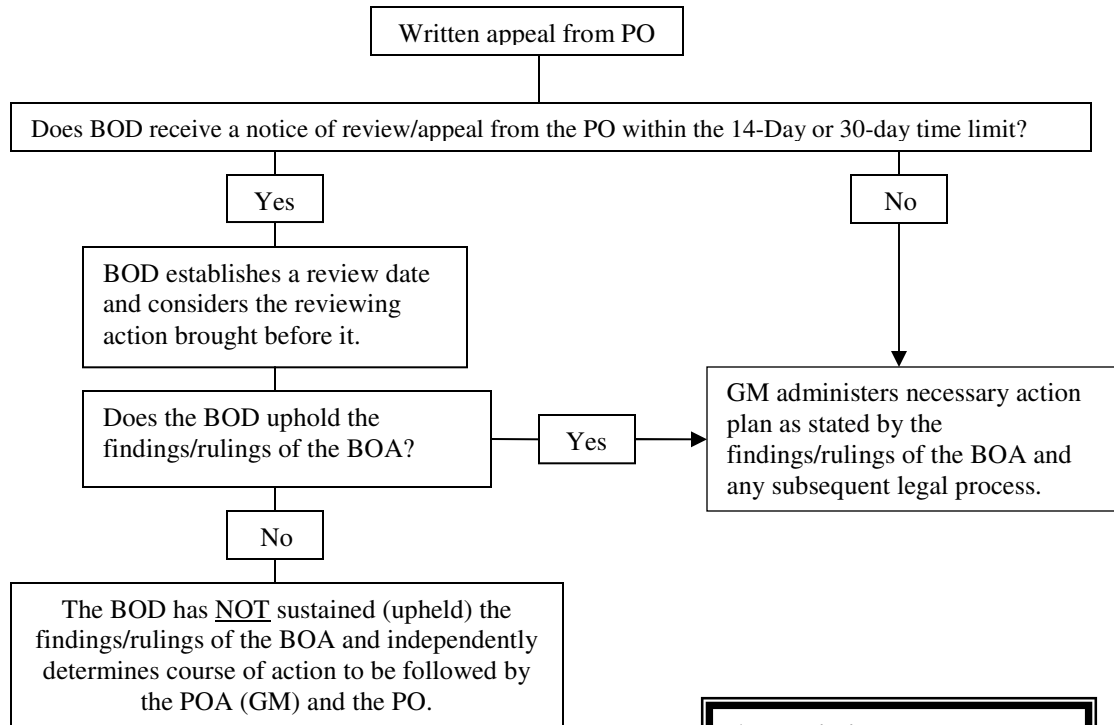 Written appeal from PO
Does BOD receive a notice of review/appeal from the PO within the 14-Day or 30-day time limit?
Yes
No
BOD establishes a review date
and considers the reviewing
action brought before it.
Does the BOD uphold the
findings/rulings of the BOA?
Yes
GM administers necessary action
plan as stated by the
findings/rulings of the BOA and
any subsequent legal process.
No
The BOD has NOT sustained (upheld) the
findings/rulings of the BOA and independently
determines course of action to be followed by
the POA (GM) and the PO.